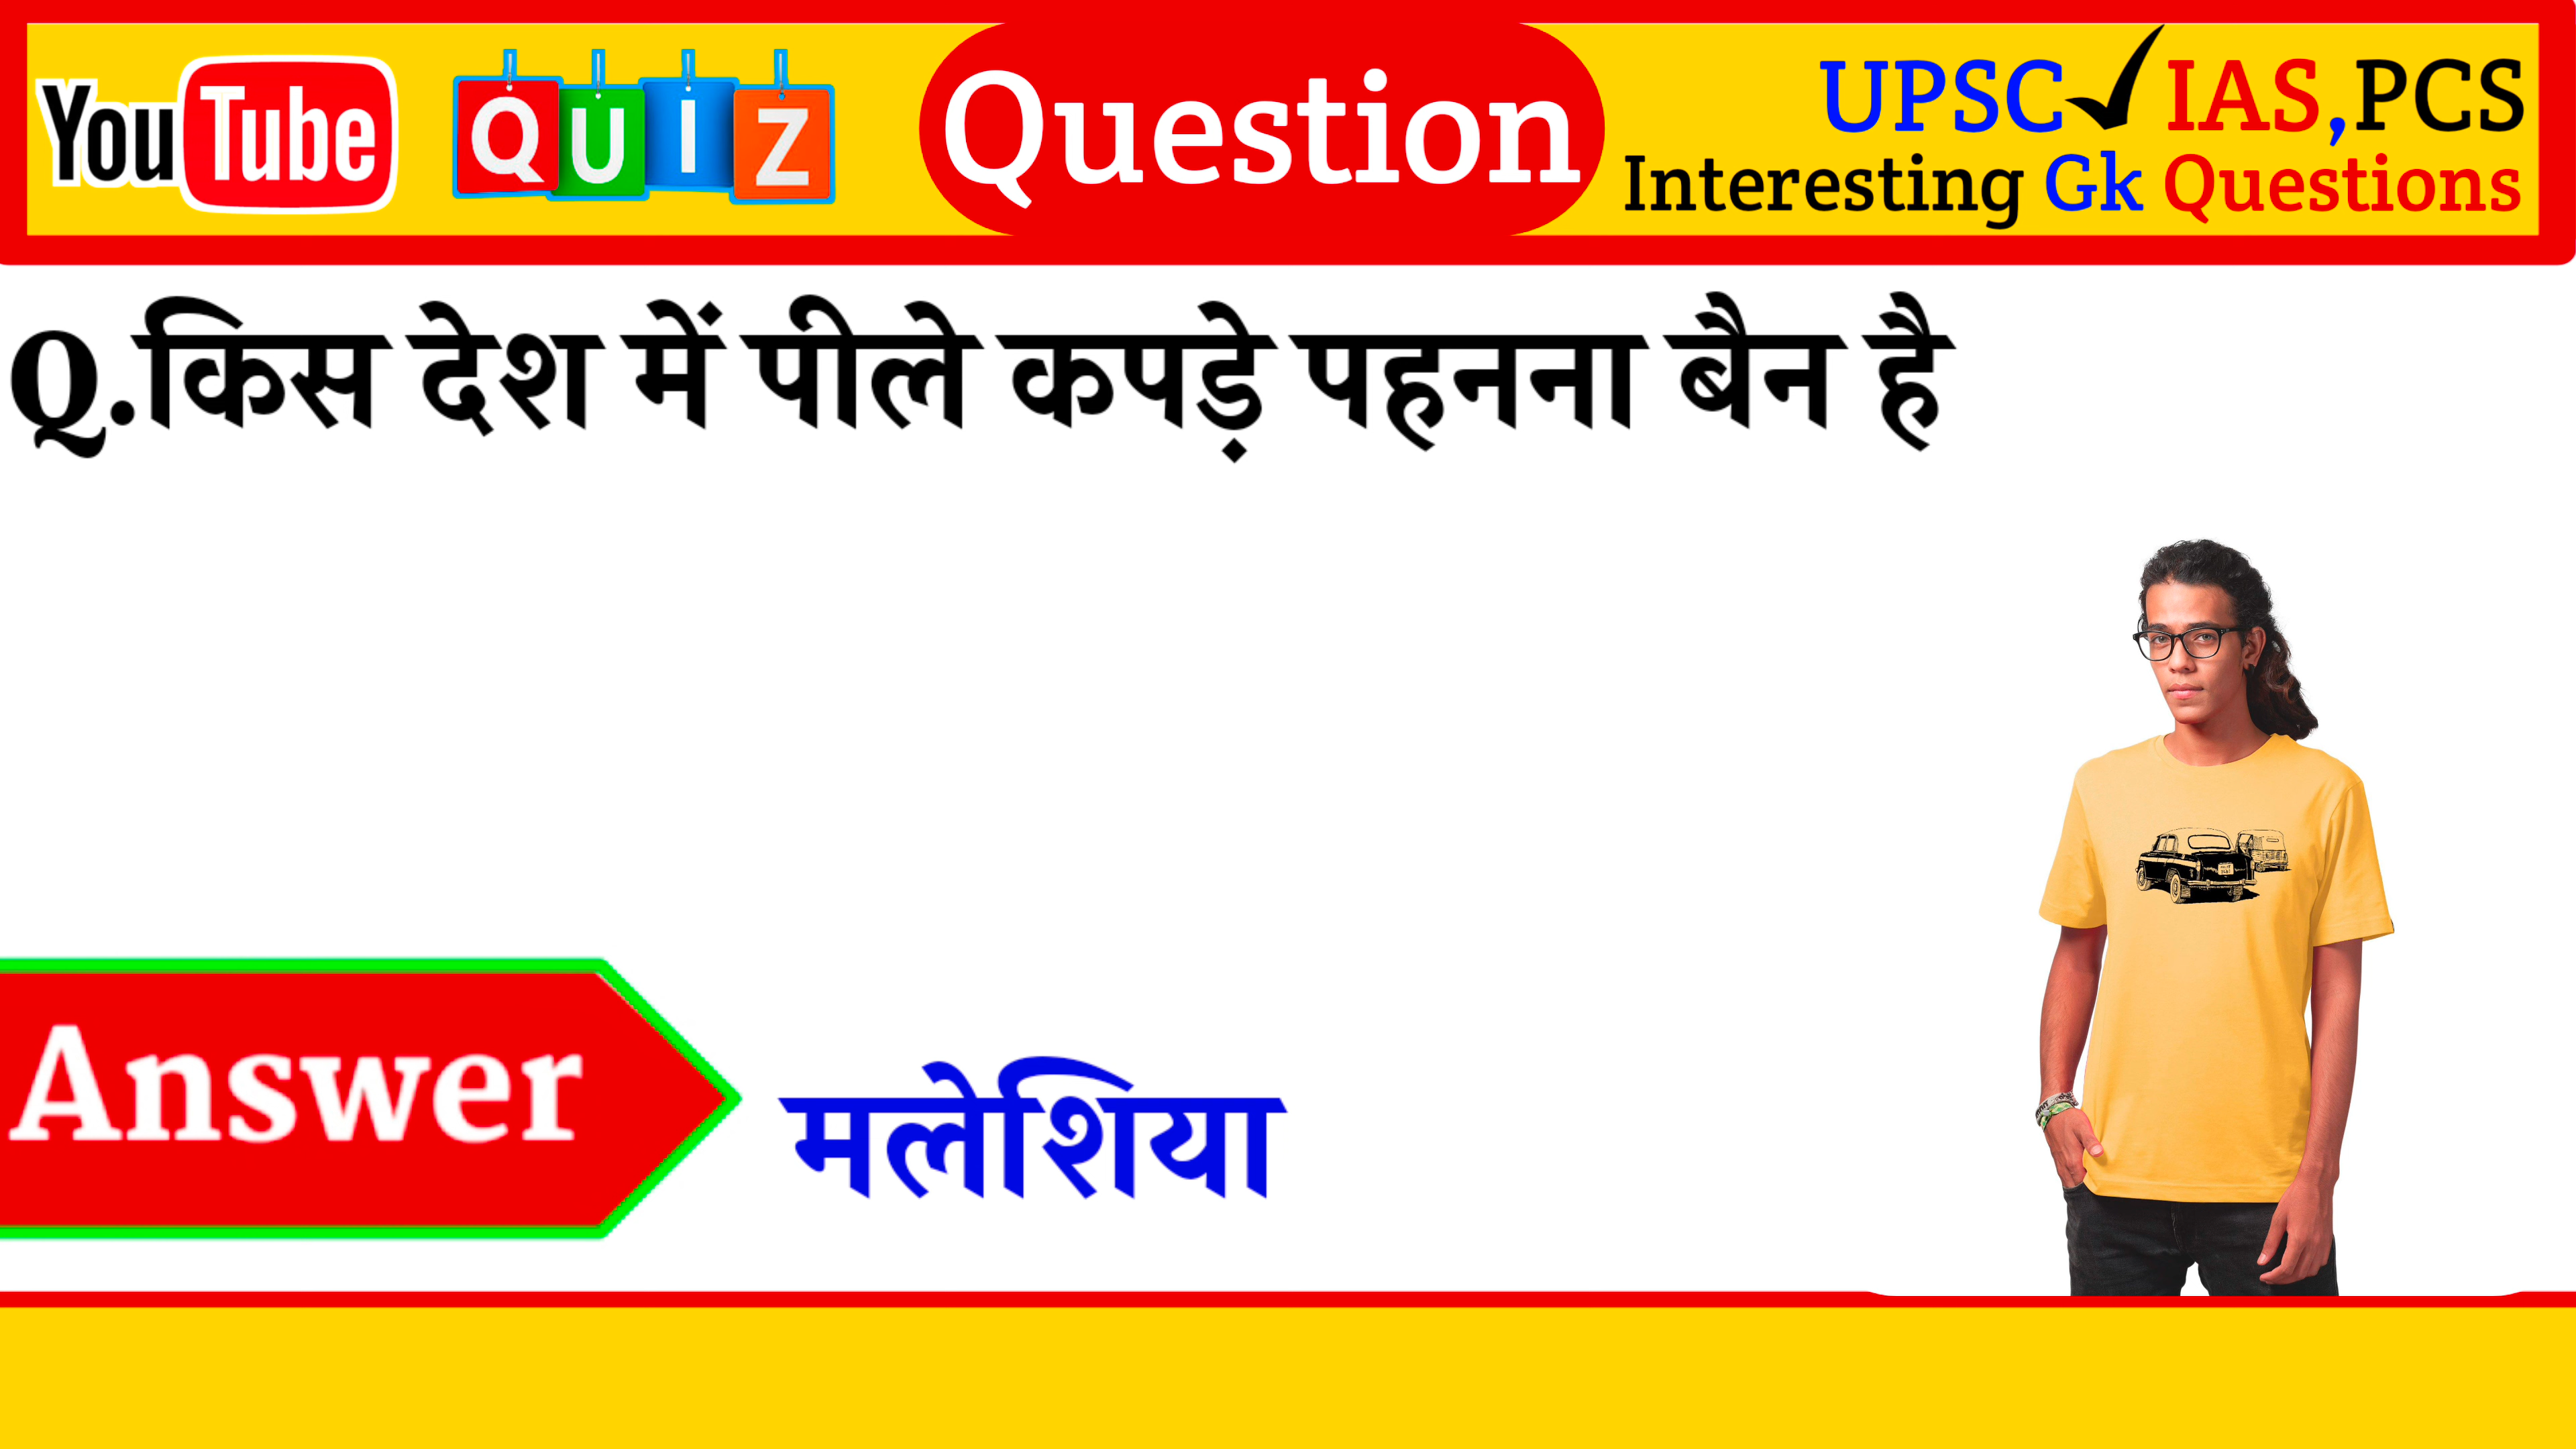 YouTube QUIZ Question UPSC✓IAS,PCS
Interesting Gk Questions
Q.किस देश में पीले कपड़े पहनना बैन है
Answer मलेशिया